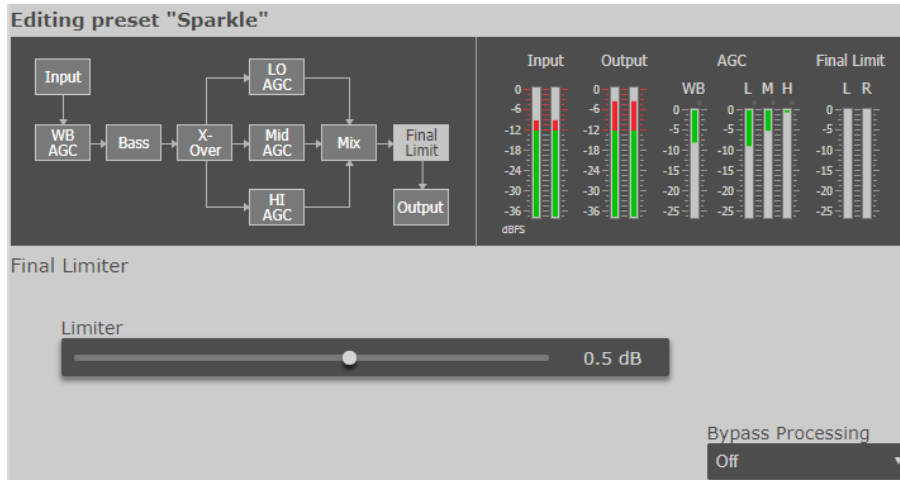 Editing preset "Sparkle"
Input
WB
AGC
Bass
X-
Over
LO
AGC
Mid
AGC
HI
AGC
Mix
Final
Limit
Output
Input Output AGC Final Limit
WB L M H L R
0 0 0 0 0
-6 -6 -5 -5 -5
-12 -12 -10 -10 -10
-18 -18 -15 -15 -15
-24 -24 -20 -20 -20
-30 -30 -25 -25 -25
-36 -36
dBFS
Final Limiter
Limiter
0.5 dB
Bypass Processing
Off